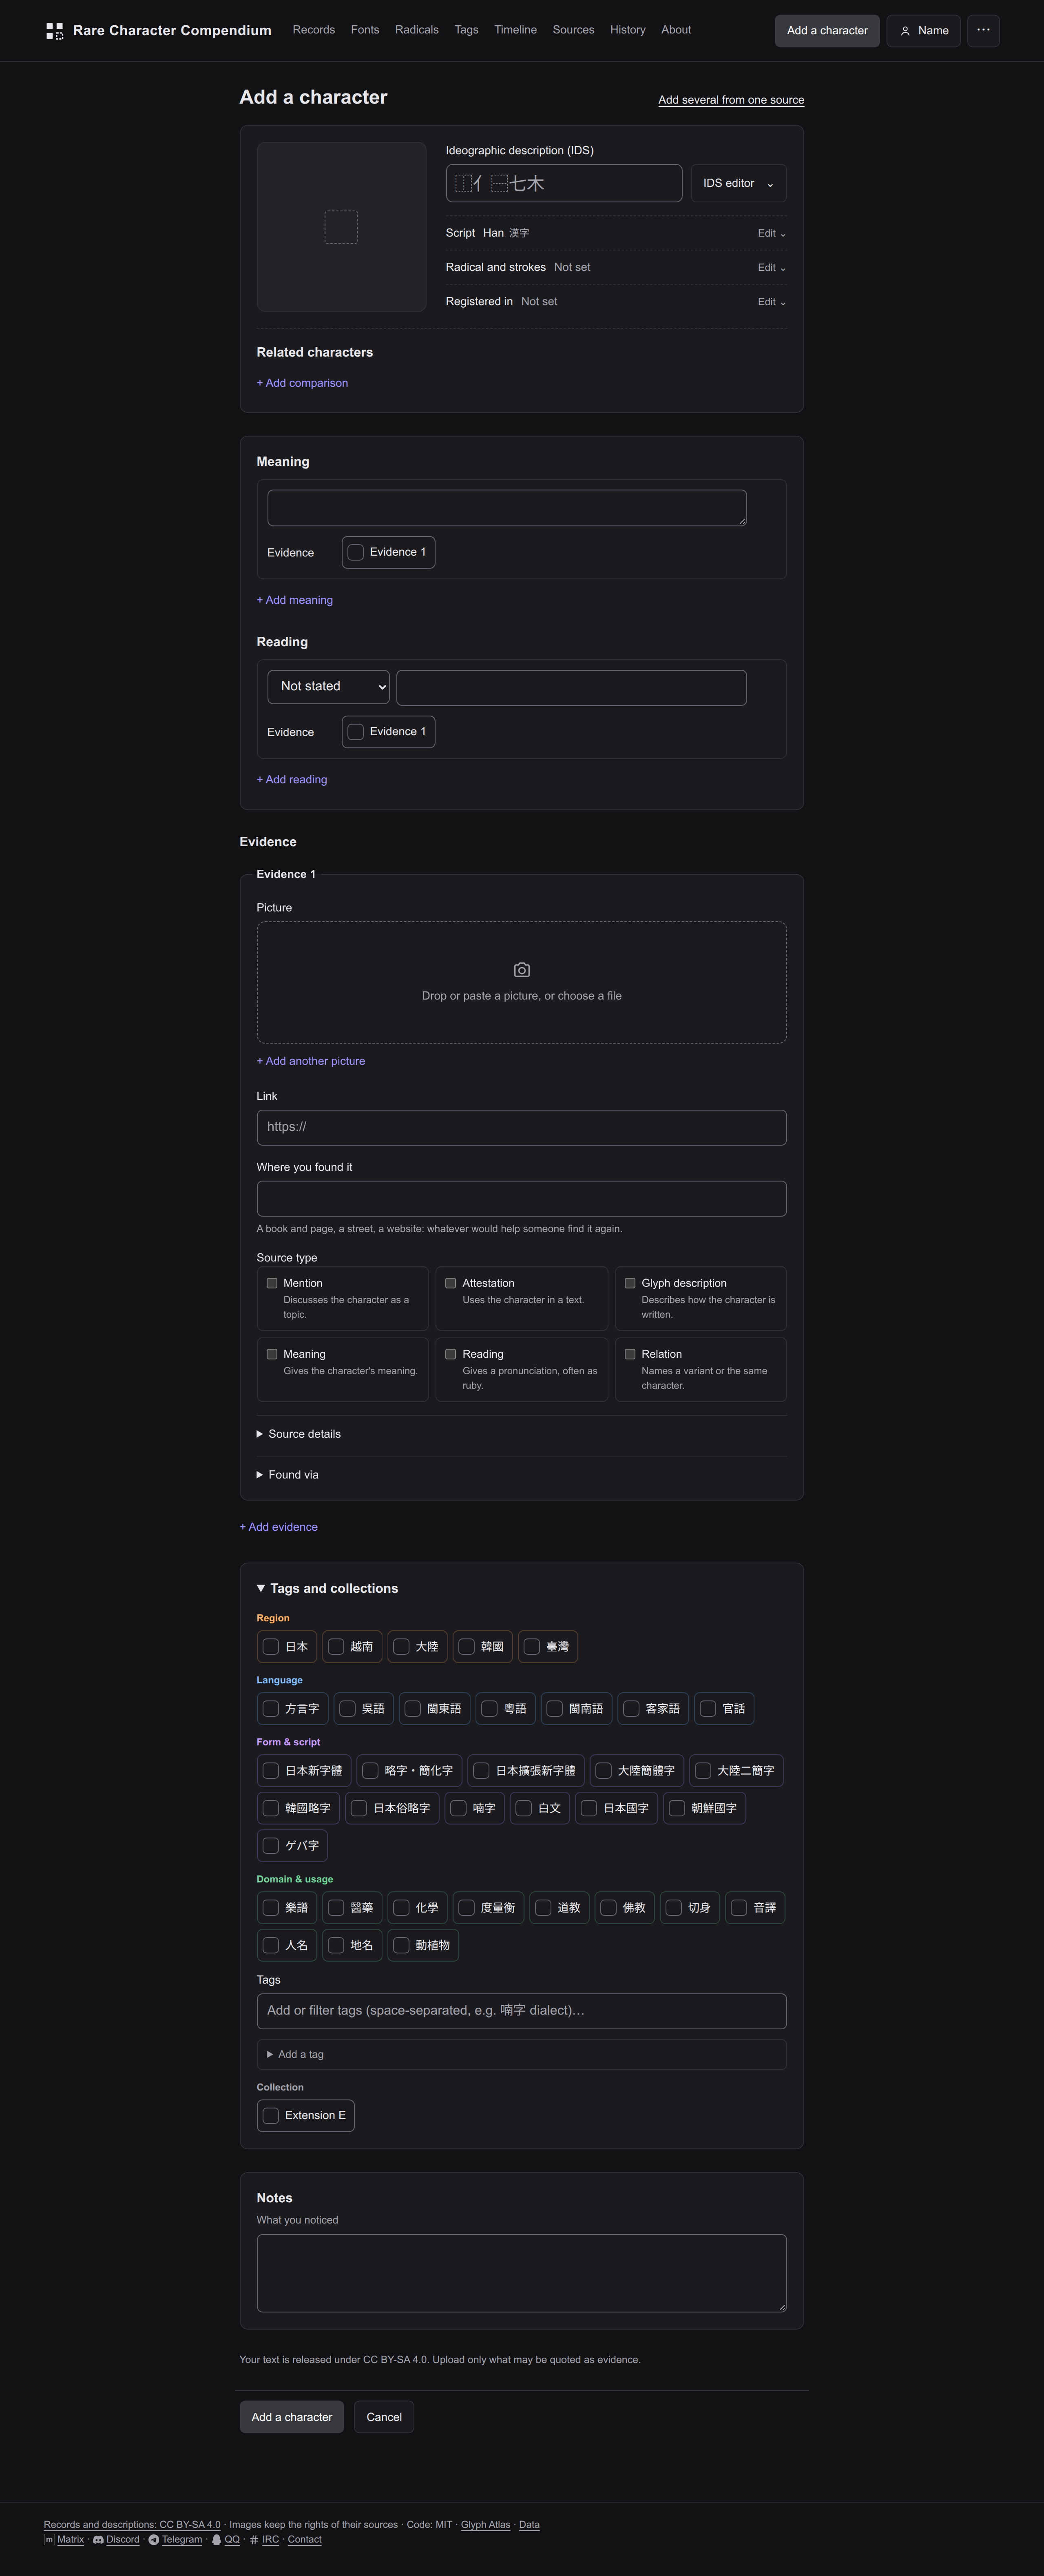 Rare Character Compendium Records Fonts Radicals Tags Timeline Sources History About Add a character Name ···
Add a character
Add several from one source
Ideographic description (IDS)
⿰亻⿱七木
IDS editor
Script Han 漢字 Edit
Radical and strokes Not set Edit
Registered in Not set Edit
Related characters
+ Add comparison
Meaning
Evidence Evidence 1
+ Add meaning
Reading
Not stated
Evidence Evidence 1
+ Add reading
Evidence
Evidence 1
Picture
Drop or paste a picture, or choose a file
+ Add another picture
Link
https://
Where you found it
A book and page, a street, a website: whatever would help someone find it again.
Source type
Mention
Discusses the character as a
topic.
Attestation
Uses the character in a text.
Glyph description
Describes how the character is
written.
Meaning
Gives the character's meaning.
Reading
Gives a pronunciation, often as
ruby.
Relation
Names a variant or the same
character.
Source details
Found via
+ Add evidence
Tags and collections
Region
日本 越南 大陸 韓國 臺灣
Language
方言字 吳語 閩東語 粵語 閩南語 客家語 官話
Form & script
日本新字體 略字・簡化字 日本擴張新字體 大陸簡體字 大陸二簡字
韓國略字 日本俗略字 喃字 白文 日本國字 朝鮮國字
ゲバ字
Domain & usage
樂譜 醫藥 化學 度量衡 道教 佛教 切身 音譯
人名 地名 動植物
Tags
Add or filter tags (space-separated, e.g. 喃字 dialect)…
Add a tag
Collection
Extension E
Notes
What you noticed
Your text is released under CC BY-SA 4.0. Upload only what may be quoted as evidence.
Add a character Cancel
Records and descriptions: CC BY-SA 4.0 · Images keep the rights of their sources · Code: MIT · Glyph Atlas · Data
Matrix · Discord · Telegram · QQ · IRC · Contact